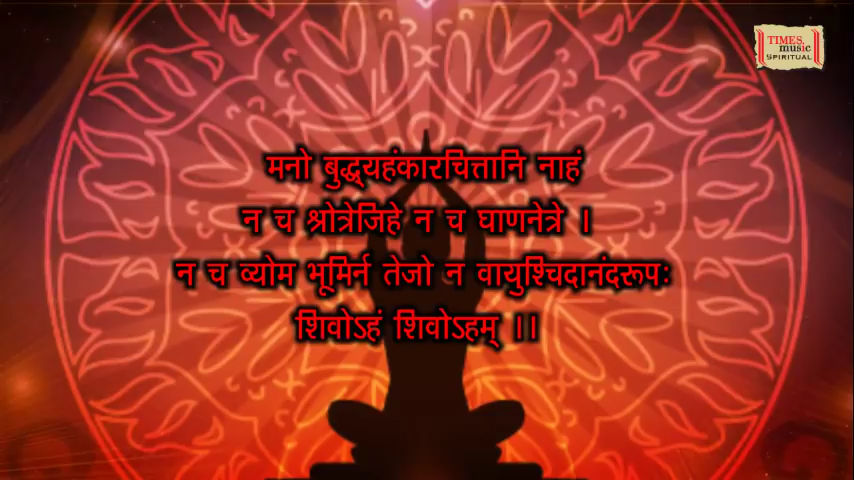 TIMES
music
SPIRITUAL
मनो बुद्ध्यहंकारचित्तानि नाहं
न च श्रोत्रेजिहे न च घाणनेत्रे ।
न च व्योम भूमिर्न तेजो न वायुश्चिदानंदरूपः
शिवोऽहं शिवोऽहम् ।।